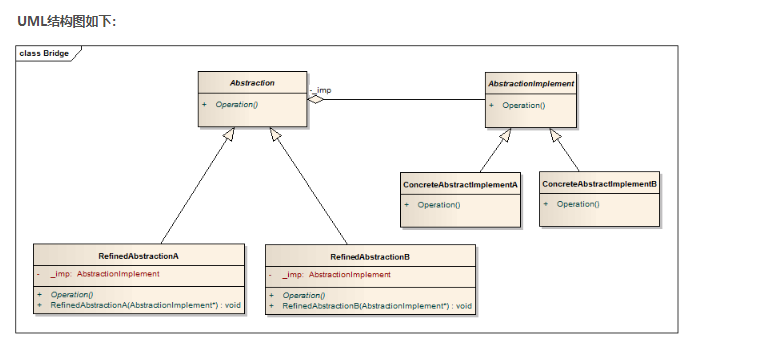 UML结构图如下：
class Bridge
Abstraction
+ Operation()
-_imp
AbstractionImplement
+ Operation()
ConcreteAbstractImplementA
+ Operation()
ConcreteAbstractImplementB
+ Operation()
RefinedAbstractionA
- _imp: AbstractionImplement
+ Operation()
+ RefinedAbstractionA(AbstractionImplement*) : void
RefinedAbstractionB
- _imp: AbstractionImplement
+ Operation()
+ RefinedAbstractionB(AbstractionImplement*) : void